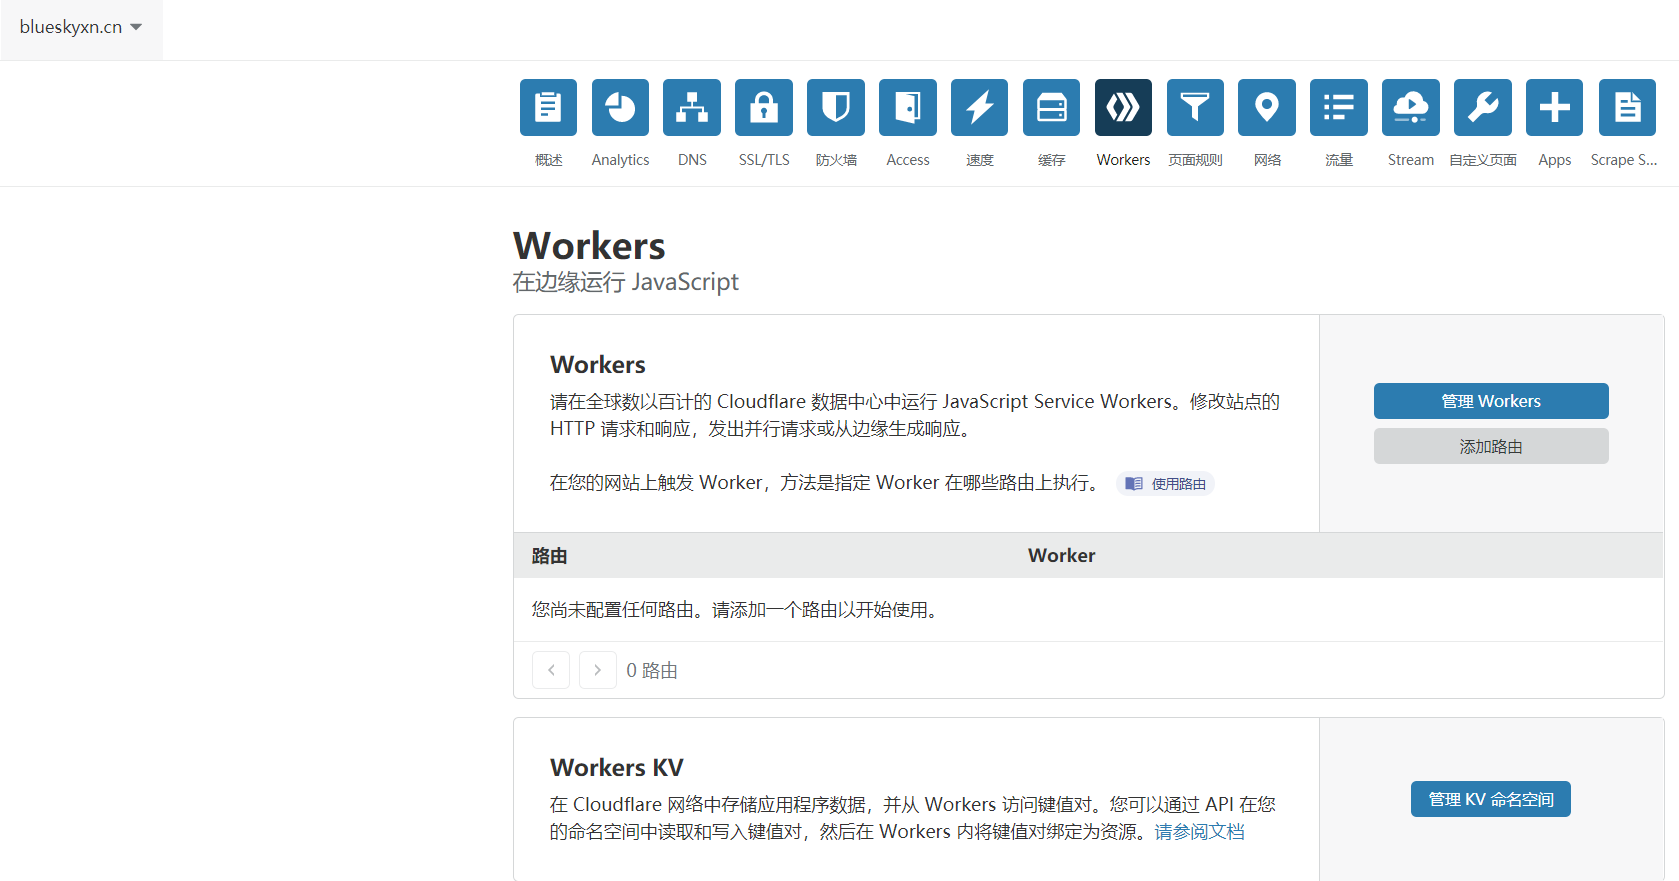 blueskyxn.cn
概述
Analytics
DNS
SSL/TLS
防火墙
Access
速度
缓存
Workers
页面规则
网络
流量
Stream
自定义页面
Apps
Scrape S...
Workers
在边缘运行 JavaScript
Workers
请在全球数以百计的 Cloudflare 数据中心中运行 JavaScript Service Workers。修改站点的
HTTP 请求和响应，发出并行请求或从边缘生成响应。
在您的网站上触发 Worker，方法是指定 Worker 在哪些路由上执行。 使用路由
管理 Workers
添加路由
路由 Worker
您尚未配置任何路由。请添加一个路由以开始使用。
0 路由
Workers KV
在 Cloudflare 网络中存储应用程序数据，并从 Workers 访问键值对。您可以通过 API 在您
的命名空间中读取和写入键值对，然后在 Workers 内将键值对绑定为资源。请参阅文档
管理 KV 命名空间